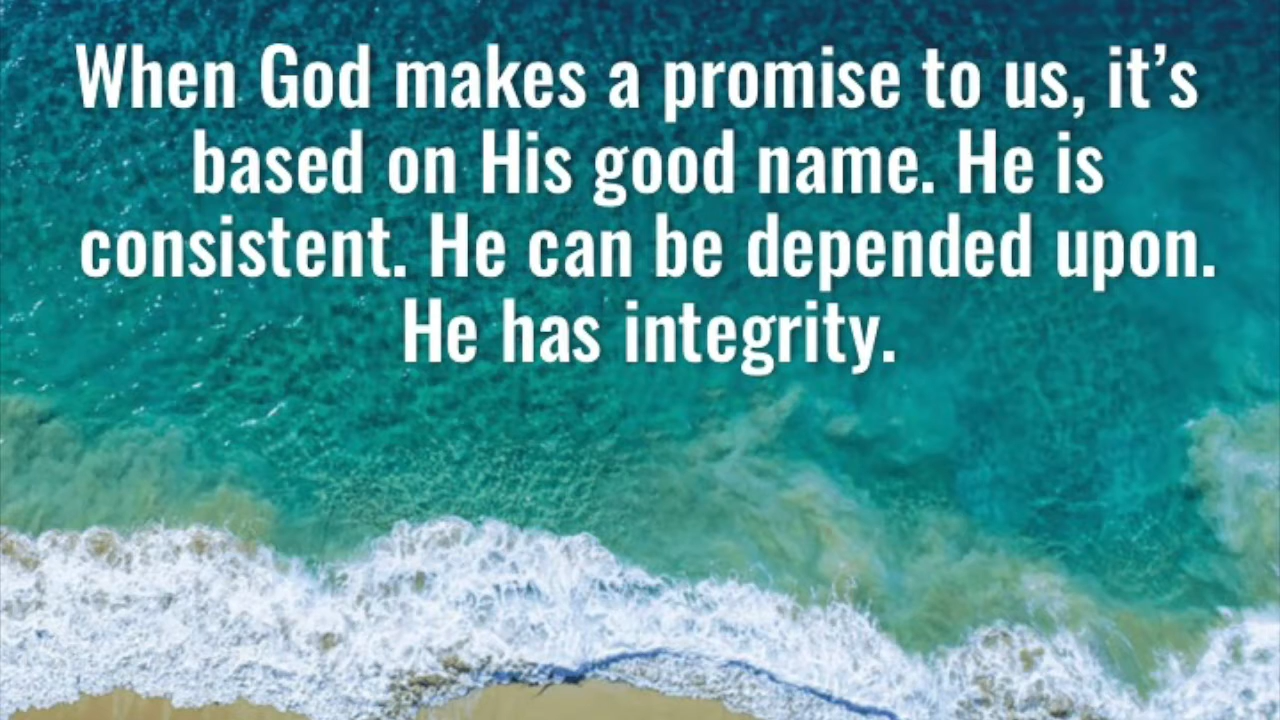 When God makes a promise to us, it’s
based on His good name. He is
consistent. He can be depended upon.
He has integrity.